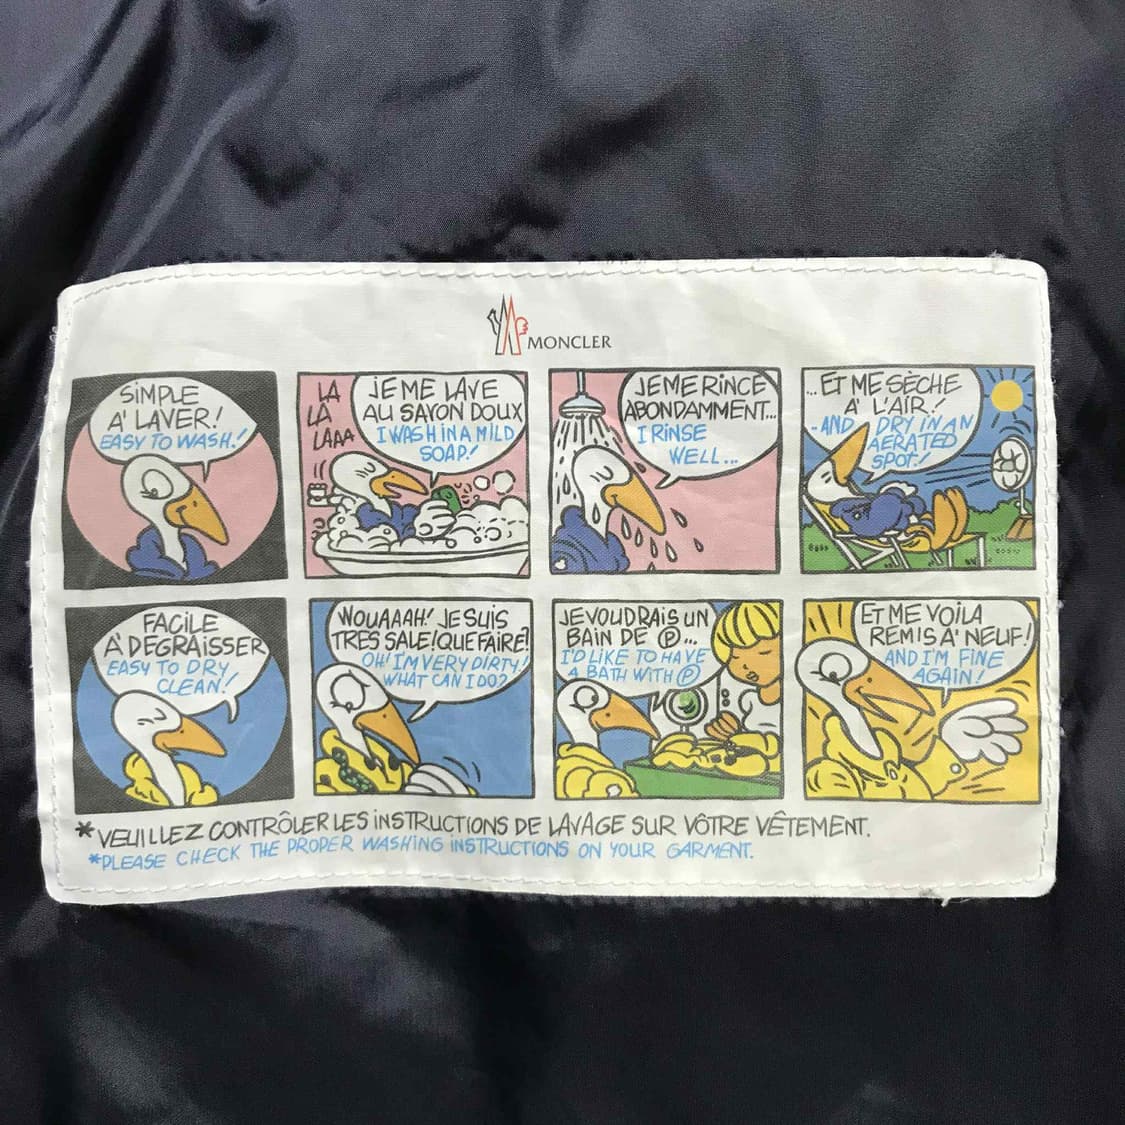 MONCLER
SiMPLE
A' LAVER!
EASY TO WASH!
LA
LA
LAAA
JE ME LAVE
AU SAVON DOUX
I WASH iN A MiLD
SOAP!
JE ME RINCE
ABONDAMMENT...
I RINSE
WELL...
...ET ME SÈCHE
A' L'AIR!
-AND DRY IN AN
AERATED
SPOT!
FACILE
A' DEGRAiSSER
EASY TO DRY
CLEAN!
WOUAAAH! JE SUIS
TRES SALE! QUE FAIRE?
OH! I'M VERY DIRTY!
WHAT CAN I DO?
JE VOUDRAIS UN
BAIN DE Ⓟ...
I'D LIKE TO HAVE
A BATH WITH Ⓟ
ET ME VOILA
REMIS A' NEUF!
AND I'M FINE
AGAIN!
*VEUILLEZ CONTRÔLER LES iNSTRUCTIONS DE LAVAGE SUR VÔTRE VÊTEMENT.
*PLEASE CHECK THE PROPER WASHiNG iNSTRUCTIONS ON YOUR GARMENT.